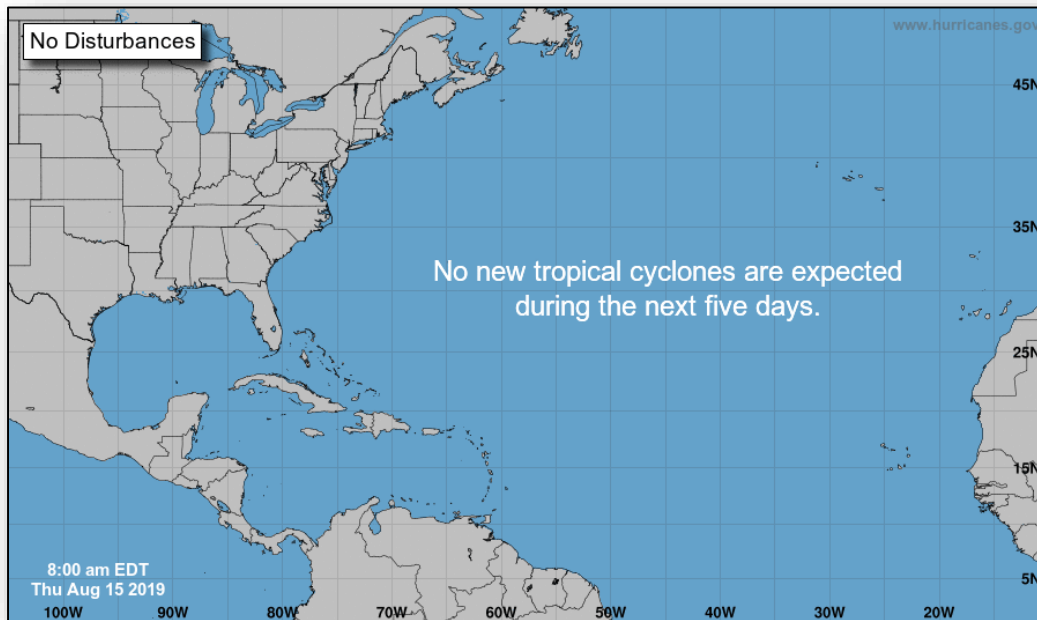 No Disturbances
www.hurricanes.gov
45N
35N
No new tropical cyclones are expected
during the next five days.
25N
15N
8:00 am EDT
Thu Aug 15 2019
5N
100W 90W 80W 70W 60W 50W 40W 30W 20W